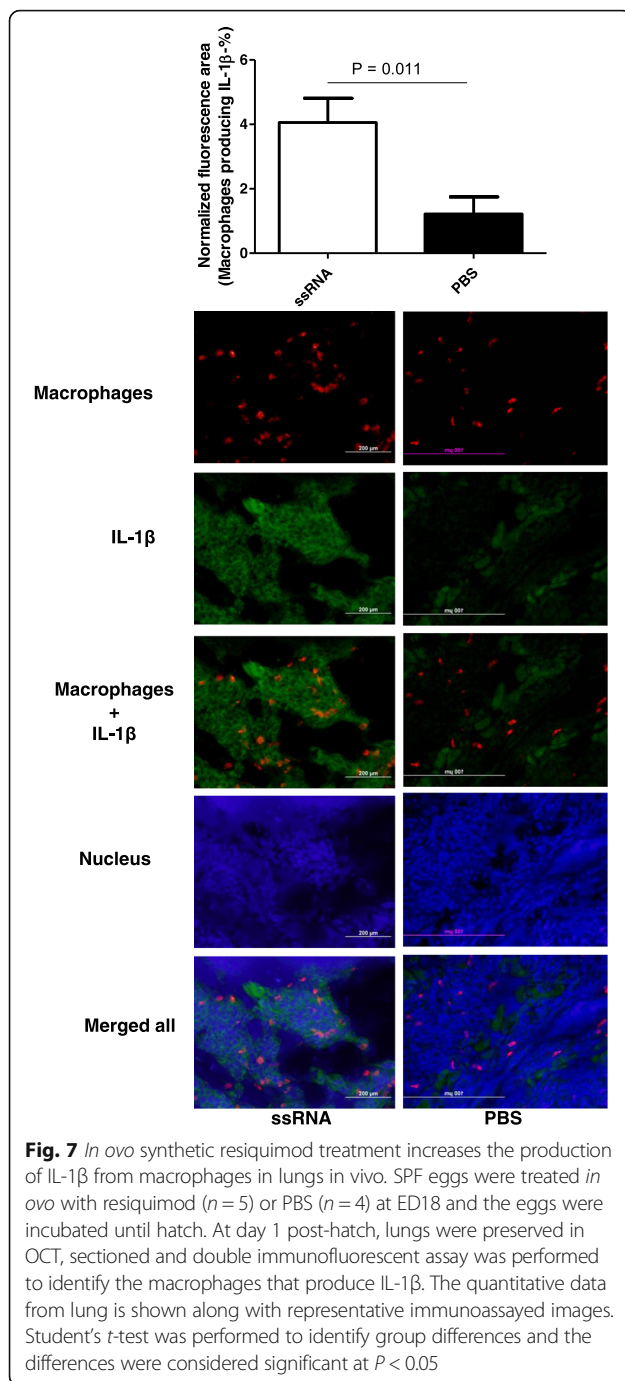 6
4
2
0
Normalized fluorescence area
(Macrophages producing IL-1β-%)
P = 0.011
ssRNA
PBS
Macrophages
200 µm
IL-1β
200 µm
Macrophages
+
IL-1β
200 µm
Nucleus
200 µm
Merged all
200 µm
ssRNA
PBS
Fig. 7 In ovo synthetic resiquimod treatment increases the production
of IL-1β from macrophages in lungs in vivo. SPF eggs were treated in
ovo with resiquimod (n = 5) or PBS (n = 4) at ED18 and the eggs were
incubated until hatch. At day 1 post-hatch, lungs were preserved in
OCT, sectioned and double immunofluorescent assay was performed
to identify the macrophages that produce IL-1β. The quantitative data
from lung is shown along with representative immunoassayed images.
Student's t-test was performed to identify group differences and the
differences were considered significant at P < 0.05